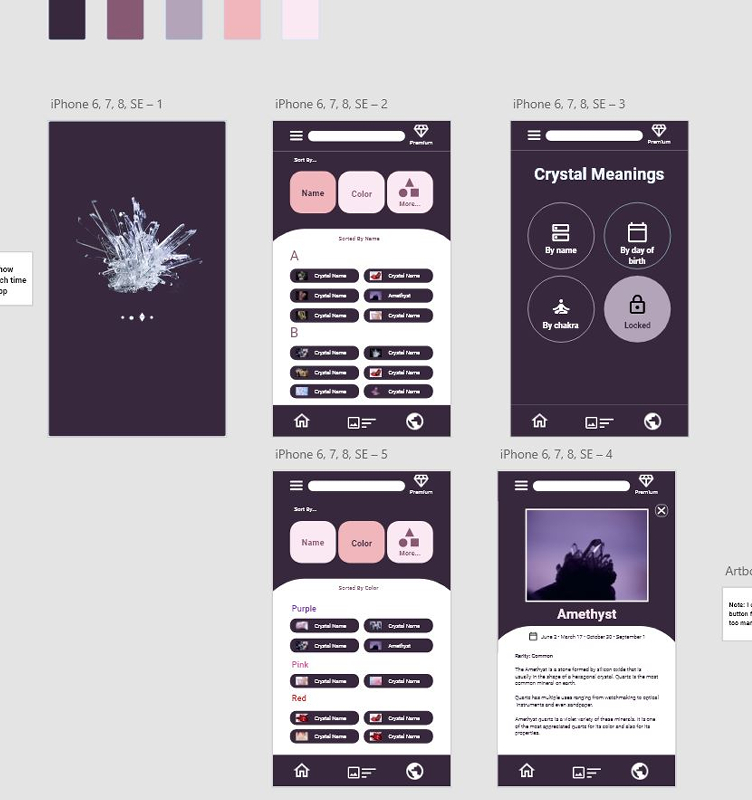 iPhone 6, 7, 8, SE – 1
iPhone 6, 7, 8, SE – 2
iPhone 6, 7, 8, SE – 3
ch time
Premium
Sort By...
Name
Color
More...
Sorted By Name
A
Crystal Name
Crystal Name
Crystal Name
Amethyst
Crystal Name
Crystal Name
B
Crystal Name
Crystal Name
Crystal Name
Crystal Name
Crystal Name
Crystal Name
Premium
Crystal Meanings
By name
By day of
birth
By chakra
Locked
iPhone 6, 7, 8, SE – 5
iPhone 6, 7, 8, SE – 4
Premium
Sort By...
Name
Color
More...
Sorted By Color
Purple
Crystal Name
Crystal Name
Crystal Name
Amethyst
Pink
Crystal Name
Crystal Name
Red
Crystal Name
Crystal Name
Crystal Name
Crystal Name
Premium
Amethyst
June 2 - March 17 - October 30 - September 1
Rarity: Common
The Amethyst is a stone formed by silicon oxide that is
usually in the shape of a hexagonal crystal. Quartz is the most
common mineral on earth.
Quartz has multiple uses ranging from watchmaking to optical
instruments and even sandpaper.
Amethyst quartz is a violet variety of these minerals. It is one
of the most appreciated quartz for its color and also for its
properties.
Artbo
Note: I
button f
too mar